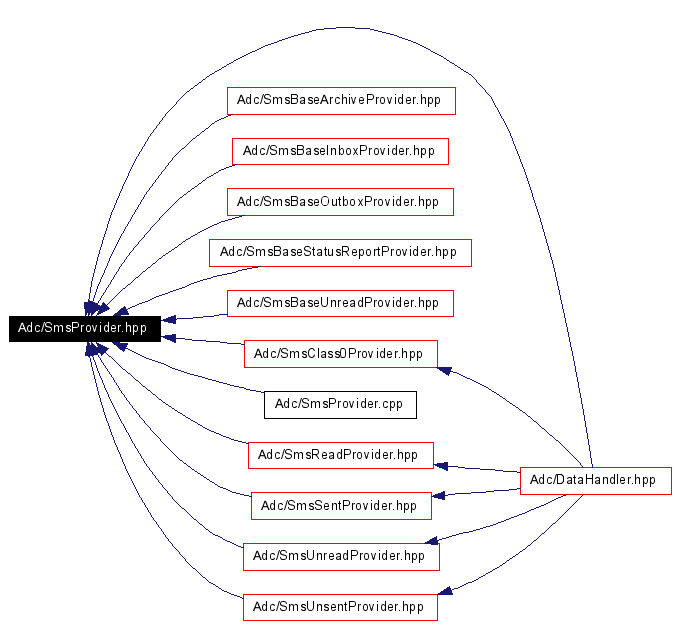 Adc/SmsBaseArchiveProvider.hpp
Adc/SmsBaseInboxProvider.hpp
Adc/SmsBaseOutboxProvider.hpp
Adc/SmsBaseStatusReportProvider.hpp
Adc/SmsBaseUnreadProvider.hpp
Adc/SmsProvider.hpp
Adc/SmsClass0Provider.hpp
Adc/SmsProvider.cpp
Adc/SmsReadProvider.hpp
Adc/DataHandler.hpp
Adc/SmsSentProvider.hpp
Adc/SmsUnreadProvider.hpp
Adc/SmsUnsentProvider.hpp